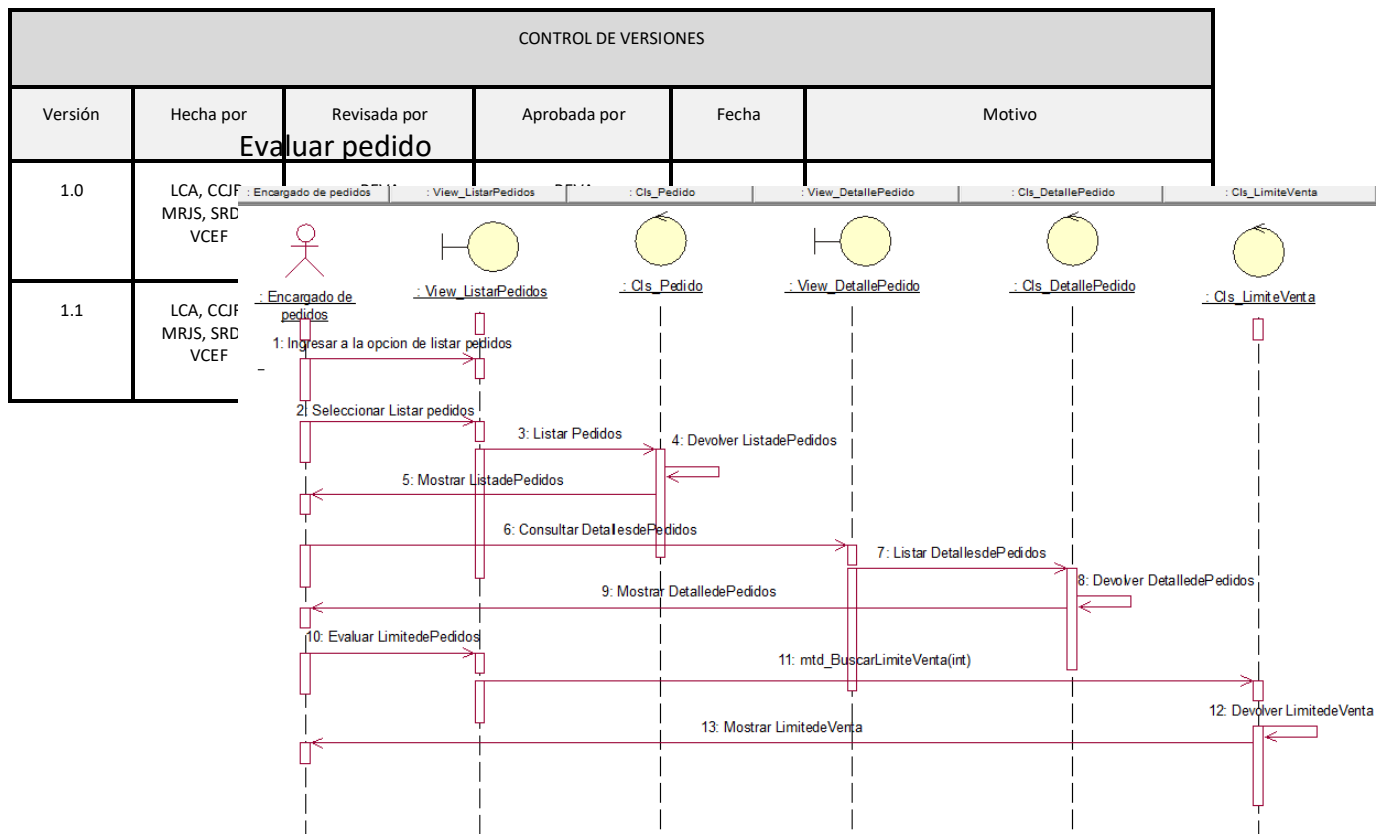 CONTROL DE VERSIONES
Versión Hecha por Revisada por Aprobada por Fecha Motivo
Evaluar pedido
1.0 LCA, CCJF
MRJS, SRD
VCEF
: Encargado de pedidos : View_ListarPedidos : Cls_Pedido : View_DetallePedido : Cls_DetallePedido : Cls_LimiteVenta
: Encargado de
pedidos
: View_ListarPedidos
: Cls_Pedido
: View_DetallePedido
: Cls_DetallePedido
: Cls_LimiteVenta
1.1 LCA, CCJF
MRJS, SRD
VCEF
1: Ingresar a la opcion de listar pedidos
2: Seleccionar Listar pedidos
3: Listar Pedidos
4: Devolver ListadePedidos
5: Mostrar ListadePedidos
6: Consultar DetallesdePedidos
7: Listar DetallesdePedidos
8: Devolver DetalledePedidos
9: Mostrar DetalledePedidos
10: Evaluar LimitedePedidos
11: mtd_BuscarLimiteVenta(int)
12: Devolver LimitedeVenta
13: Mostrar LimitedeVenta